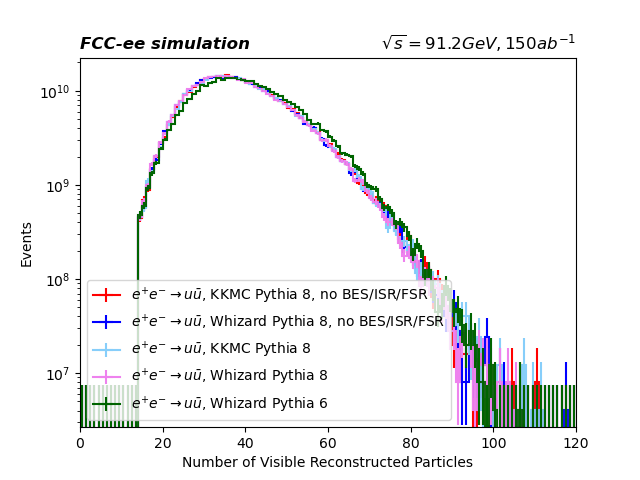 FCC-ee simulation
√s = 91.2GeV, 150ab⁻¹
Events
10¹⁰
10⁹
10⁸
10⁷
e⁺e⁻ → uū, KKMC Pythia 8, no BES/ISR/FSR
e⁺e⁻ → uū, Whizard Pythia 8, no BES/ISR/FSR
e⁺e⁻ → uū, KKMC Pythia 8
e⁺e⁻ → uū, Whizard Pythia 8
e⁺e⁻ → uū, Whizard Pythia 6
0 20 40 60 80 100 120
Number of Visible Reconstructed Particles